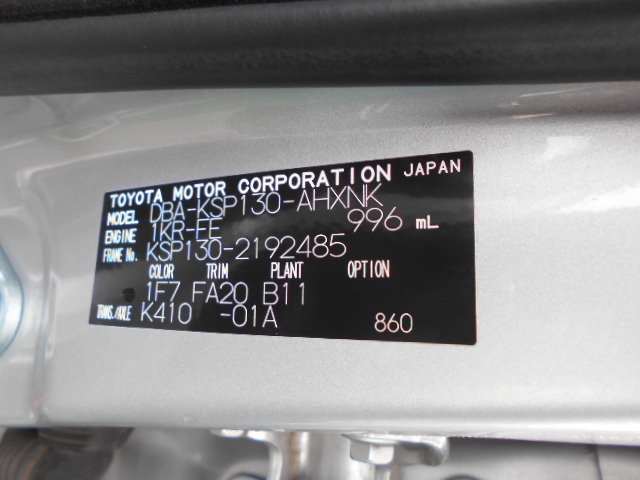 TOYOTA MOTOR CORPORATION JAPAN
MODEL DBA-KSP130-AHXNK
ENGINE 1KR-FE 996 mL
FRAME No. KSP130-2192485
COLOR TRIM PLANT OPTION
1F7 FA20 B11
TRANS./AXLE K410 -01A 860